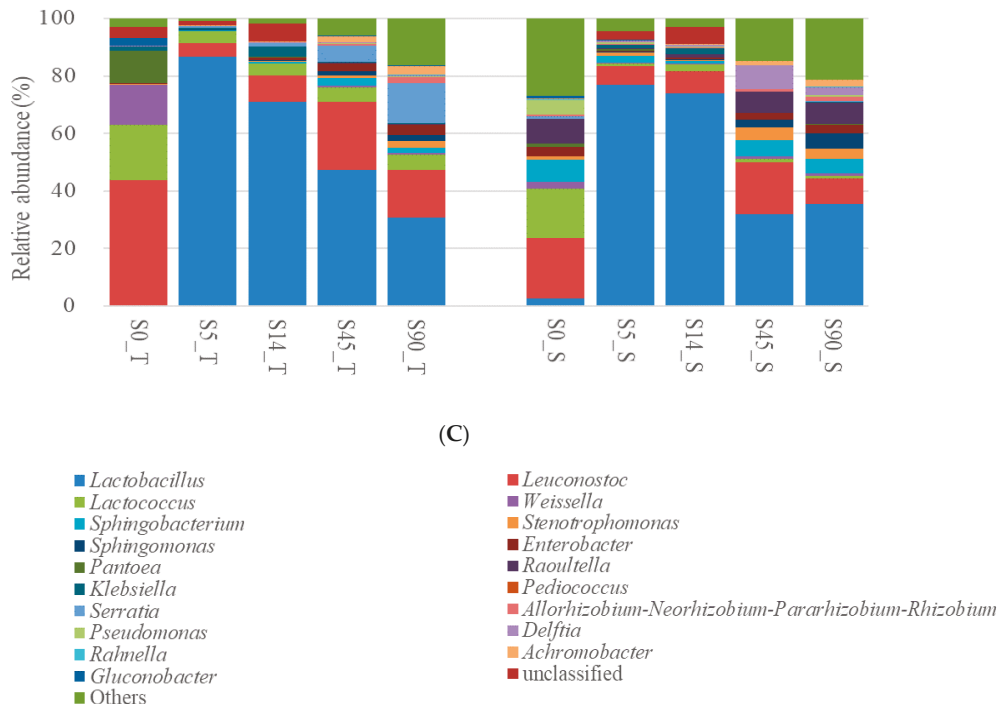 Relative abundance(%)
100
80
60
40
20
0
S0_T
S5_T
S14_T
S45_T
S90_T
S0_S
S5_S
S14_S
S45_S
S90_S
(C)
Lactobacillus
Leuconostoc
Lactococcus
Weissella
Sphingobacterium
Stenotrophomonas
Sphingomonas
Enterobacter
Pantoea
Raoultella
Klebsiella
Pediococcus
Serratia
Allorhizobium-Neorhizobium-Pararhizobium-Rhizobium
Pseudomonas
Delftia
Rahnella
Achromobacter
Gluconobacter
unclassified
Others